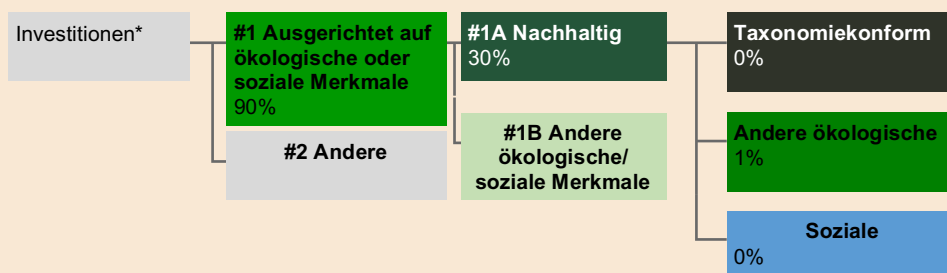 Investitionen*
#1 Ausgerichtet auf
ökologische oder
soziale Merkmale
90%
#2 Andere
#1A Nachhaltig
30%
#1B Andere
ökologische/
soziale Merkmale
Taxonomiekonform
0%
Andere ökologische
1%
Soziale
0%